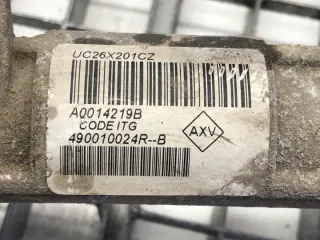 UC26X201CZ
A0014219B
CODE ITG
AXV
490010024R--B